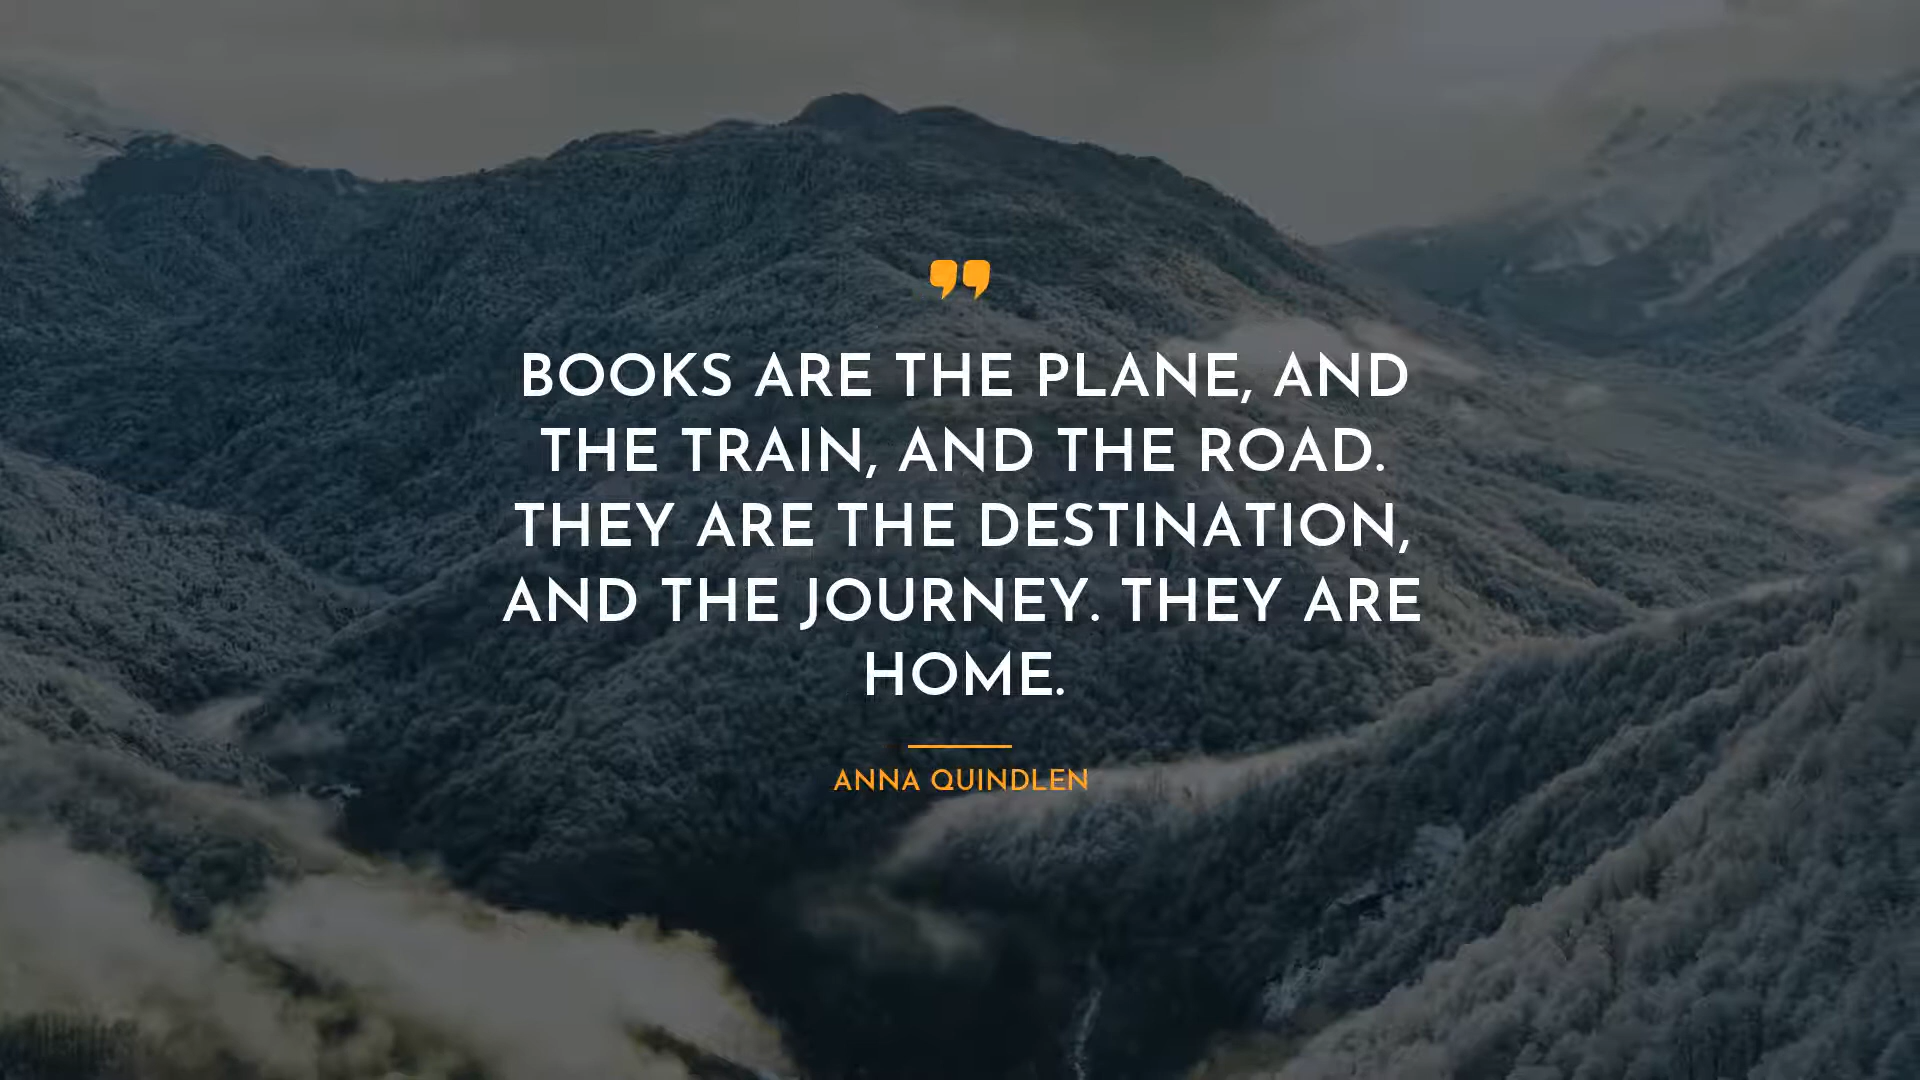 ”
BOOKS ARE THE PLANE, AND
THE TRAIN, AND THE ROAD.
THEY ARE THE DESTINATION,
AND THE JOURNEY. THEY ARE
HOME.
ANNA QUINDLEN